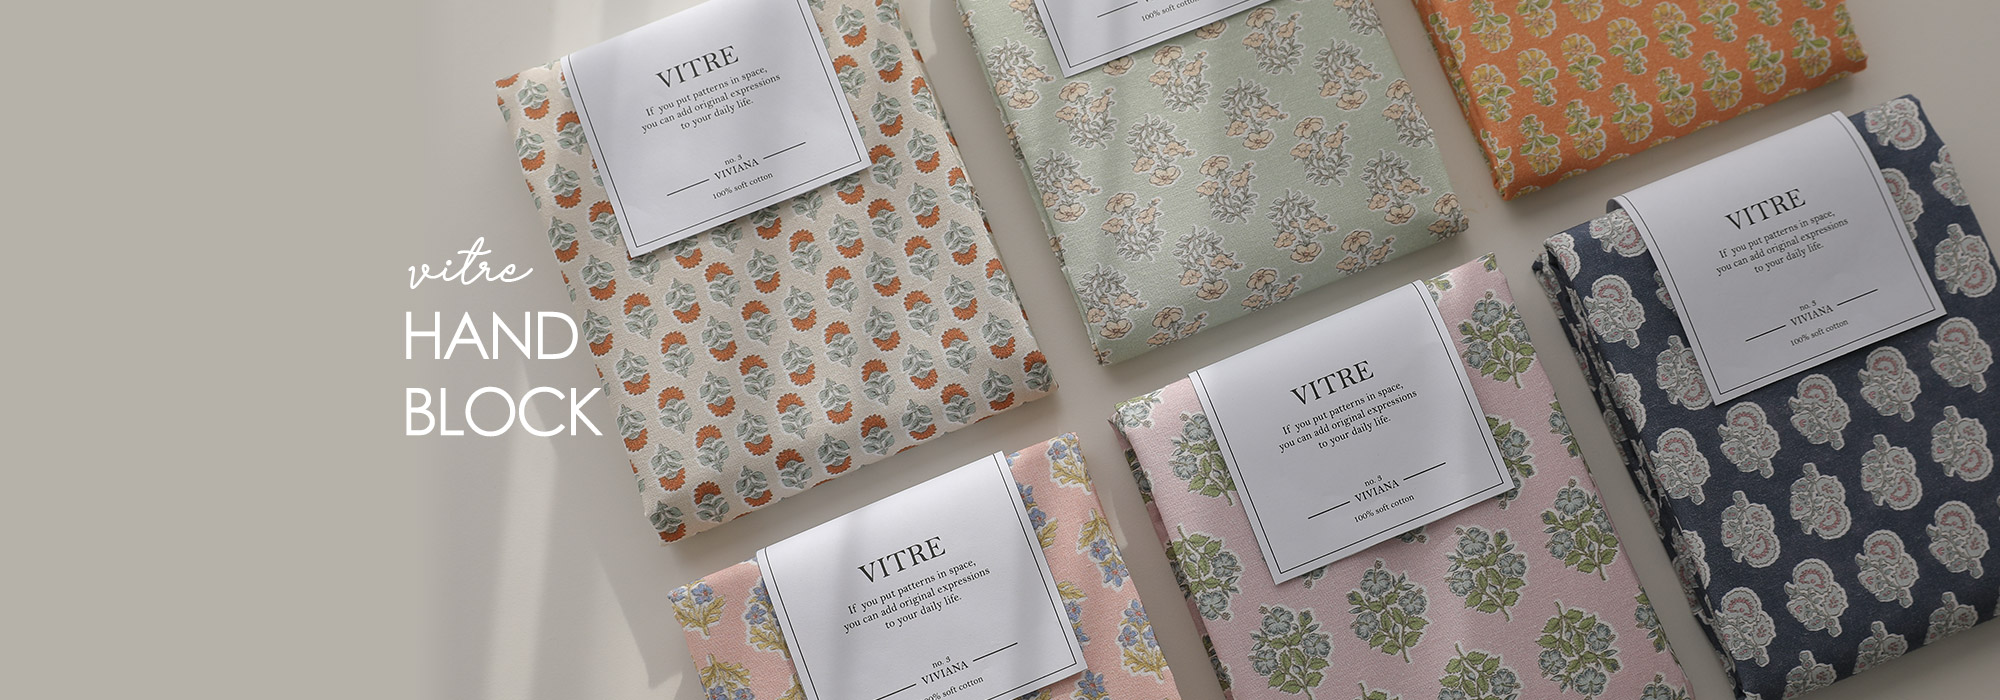 vitre
HAND
BLOCK
VITRE
If you put patterns in space,
you can add original expressions
to your daily life.
no. 3
VIVIANA
100% soft cotton
100% soft cotton
VITRE
If you put patterns in space,
you can add original expressions
to your daily life.
no. 3
VIVIANA
100% soft cotton
VITRE
If you put patterns in space,
you can add original expressions
to your daily life.
no. 3
VIVIANA
100% soft cotton
VITRE
If you put patterns in space,
you can add original expressions
to your daily life.
no. 3
VIVIANA
soft cotton